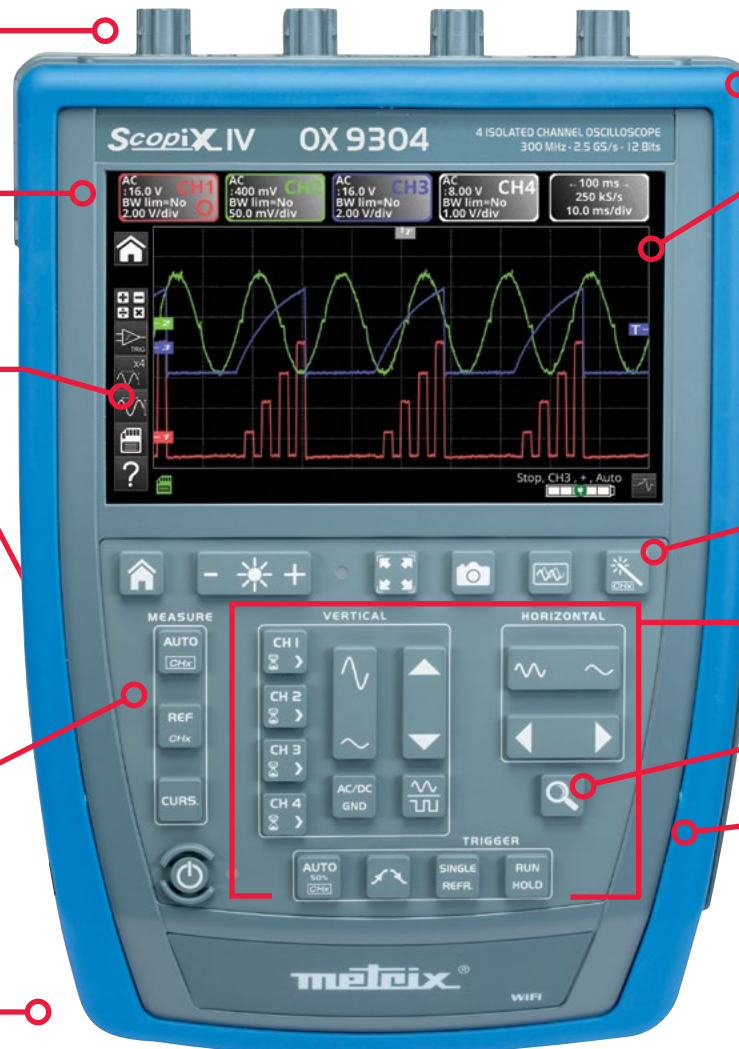 ScopiX IV OX 9304
4 ISOLATED CHANNEL OSCILLOSCOPE
300 MHz - 2.5 GS/s - 12 Bits
AC
:16.0 V CH1
BW lim=No
2.00 V/div
AC
:400 mV CH2
BW lim=No
50.0 mV/div
AC
:16.0 V CH3
BW lim=No
2.00 V/div
AC
:8.00 V CH4
BW lim=No
1.00 V/div
←100 ms→
250 kS/s
10.0 ms/div
TRIG
x4
?
2
3
1
T
Stop, CH3 , + , Auto
- +
CHx
MEASURE
AUTO
CHx
REF
CHx
CURS.
VERTICAL
CH 1
CH 2
CH 3
CH 4
AC/DC
GND
HORIZONTAL
TRIGGER
AUTO
50%
CHx
SINGLE
REFR.
RUN
HOLD
metrix®
WiFi